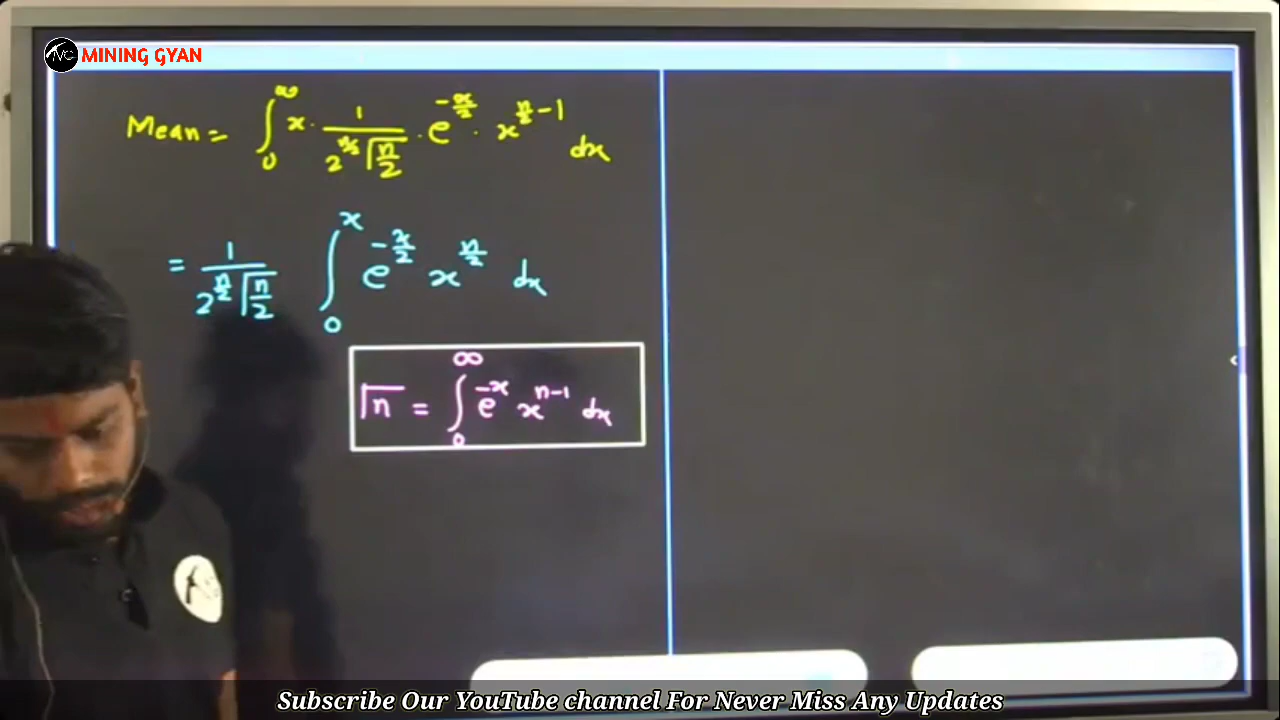 MINING GYAN
Mean = ∫₀^∞ x · 1/(2^(n/2) Γ(n/2)) · e^(-x/2) · x^(n/2 - 1) dx
= 1/(2^(n/2) Γ(n/2)) ∫₀^x e^(-x/2) x^(n/2) dx
Γn = ∫₀^∞ e^(-x) x^(n-1) dx
Subscribe Our YouTube channel For Never Miss Any Updates